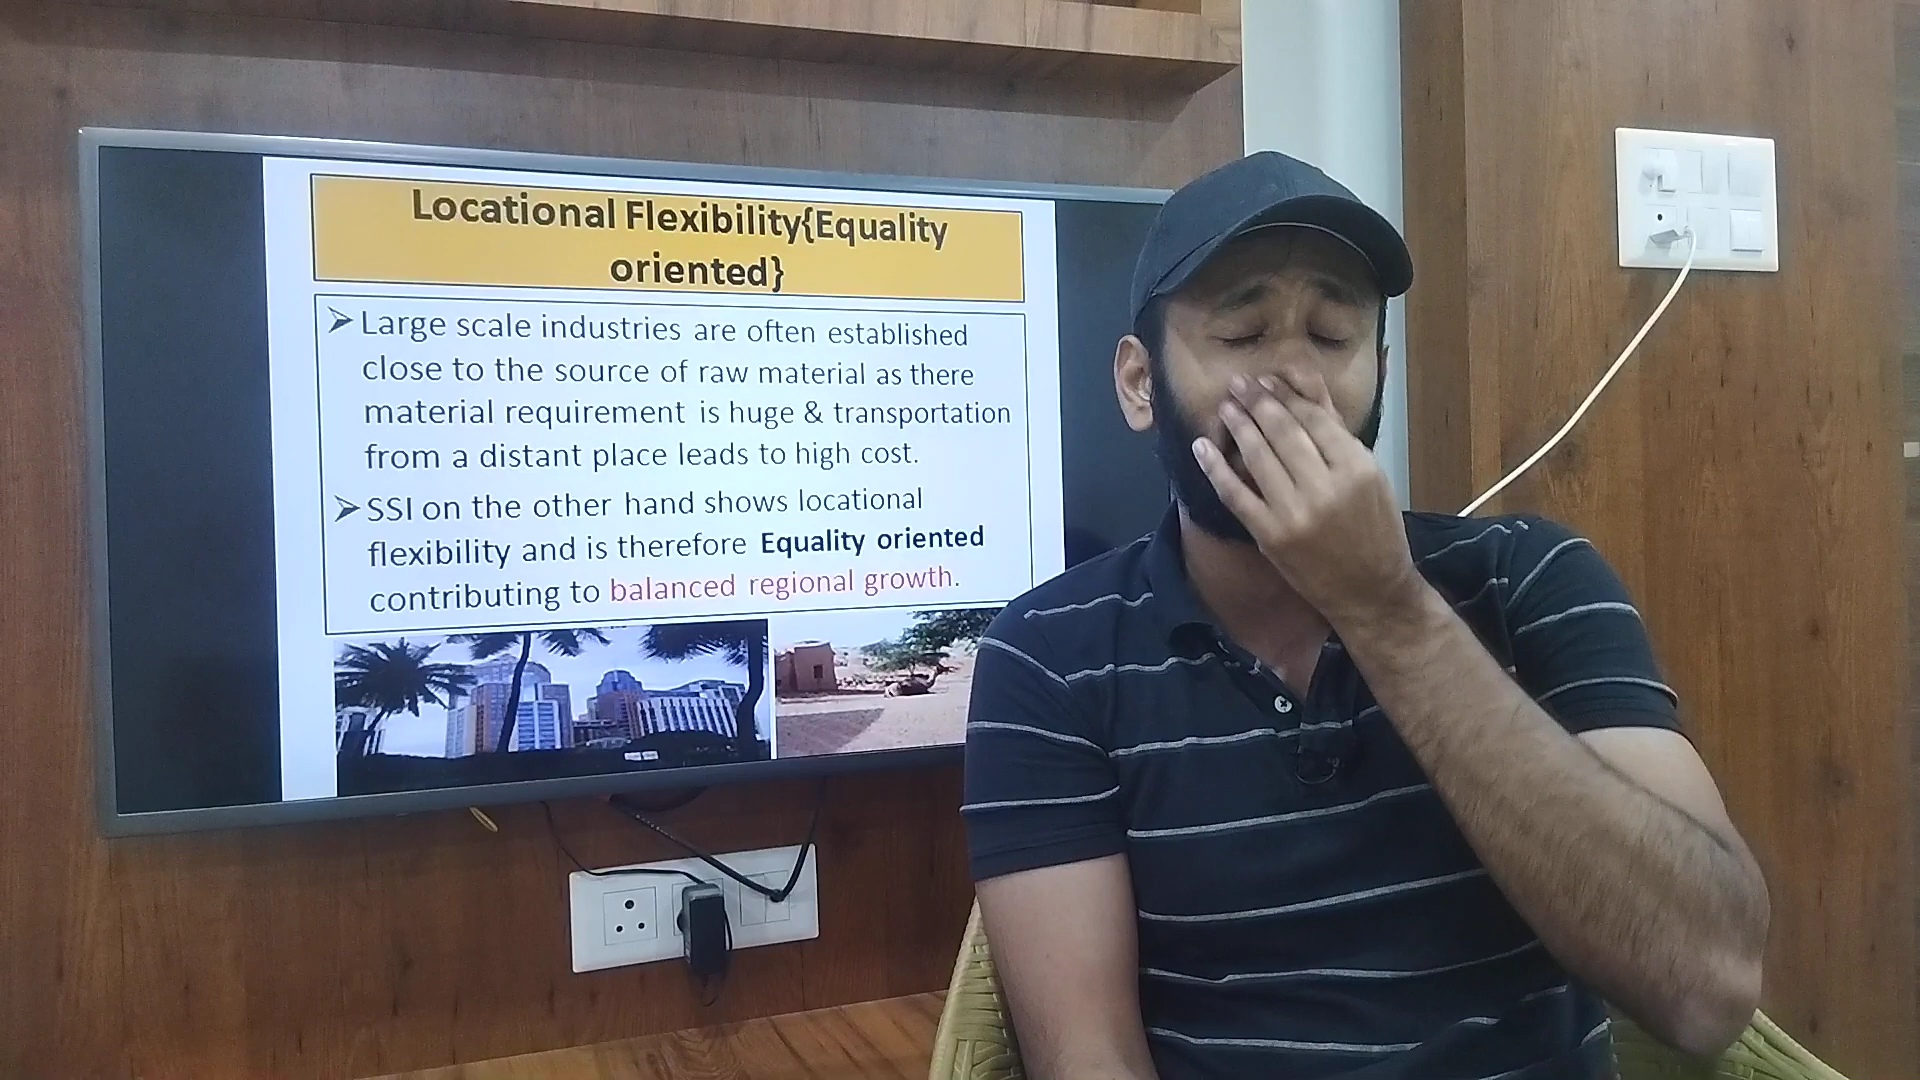 Locational Flexibility{Equality
oriented}
➢Large scale industries are often established
close to the source of raw material as there
material requirement is huge & transportation
from a distant place leads to high cost.
➢SSI on the other hand shows locational
flexibility and is therefore Equality oriented
contributing to balanced regional growth.